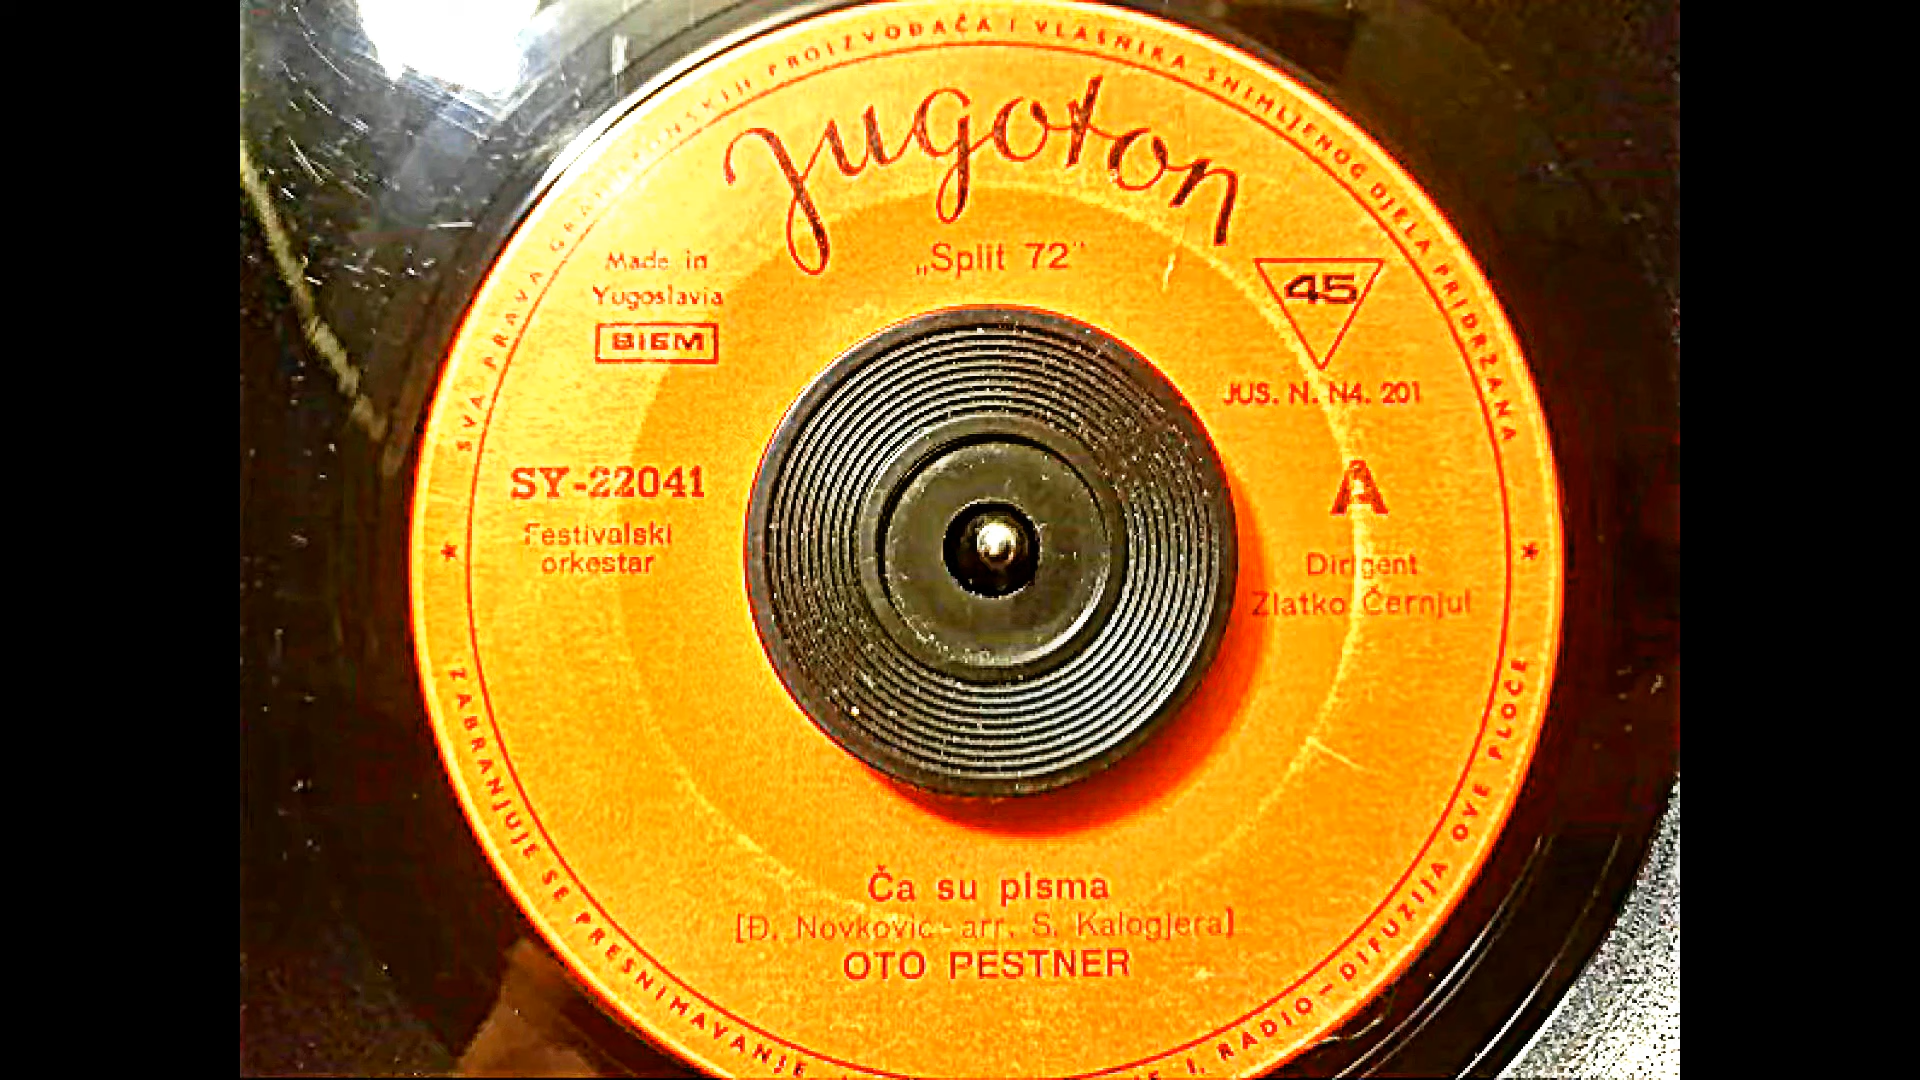 SVA PRAVA GRAMOFONSKIH PROIZVOĐAČA I VLASNIKA SNIMLJENOG DJELA PRIDRŽANA
Jugoton
„Split 72"
Made in
Yugoslavia
BIEM
45
JUS. N. N4. 201
SY-22041
Festivalski
orkestar
A
Dirigent
Zlatko Černjul
Ča su pisma
[Đ. Novković - arr. S. Kalogjera]
OTO PESTNER
ZABRANJUJE SE PRESNIMAVANJE I. RADIO-DIFUZIJA OVE PLOČE